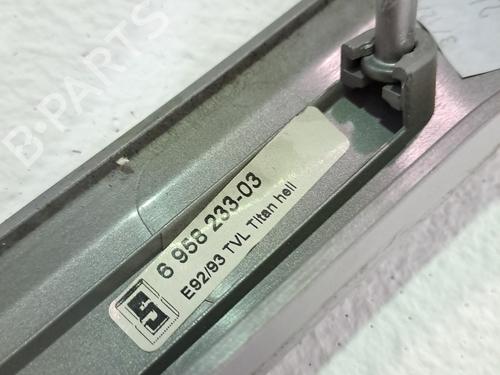 B-PARTS
6 958 233-03
E92/93 TVL Titan hell